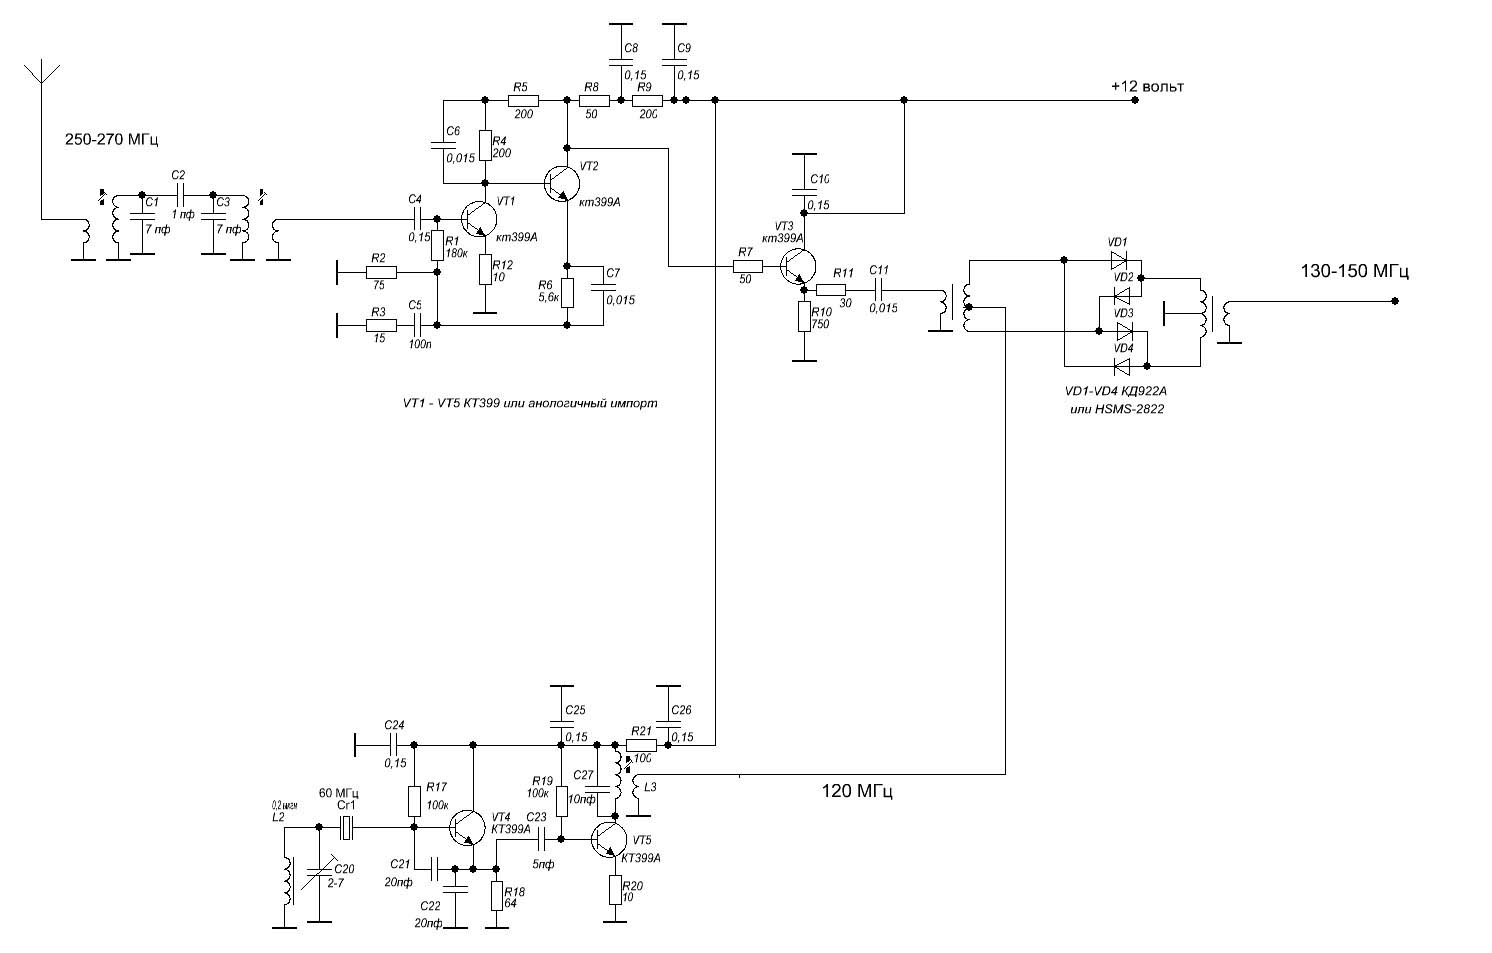 C8
C9
0,15
0,15
R5
R8
R9
200
50
200
+12 вольт
250-270 МГц
C6
0,015
R4
200
VT2
кт399А
C2
1 пф
C1
7 пф
C3
7 пф
C4
0,15
VT1
кт399А
R1
180к
R2
75
R12
10
R3
15
C5
100п
R6
5,6к
C7
0,015
C10
0,15
VT3
кт399А
R7
50
R11
30
C11
0,015
R10
750
VD1
VD2
VD3
VD4
130-150 МГц
VD1-VD4 КД922А
или HSMS-2822
VT1 - VT5 КТ399 или анологичный импорт
C25
0,15
C26
0,15
C24
0,15
R21
100
R17
100к
R19
100к
C27
10пф
L3
120 МГц
60 МГц
Cr1
L2
VT4
КТ399А
C23
5пф
VT5
КТ399А
C20
2-7
C21
20пф
C22
20пф
R18
64
R20
10